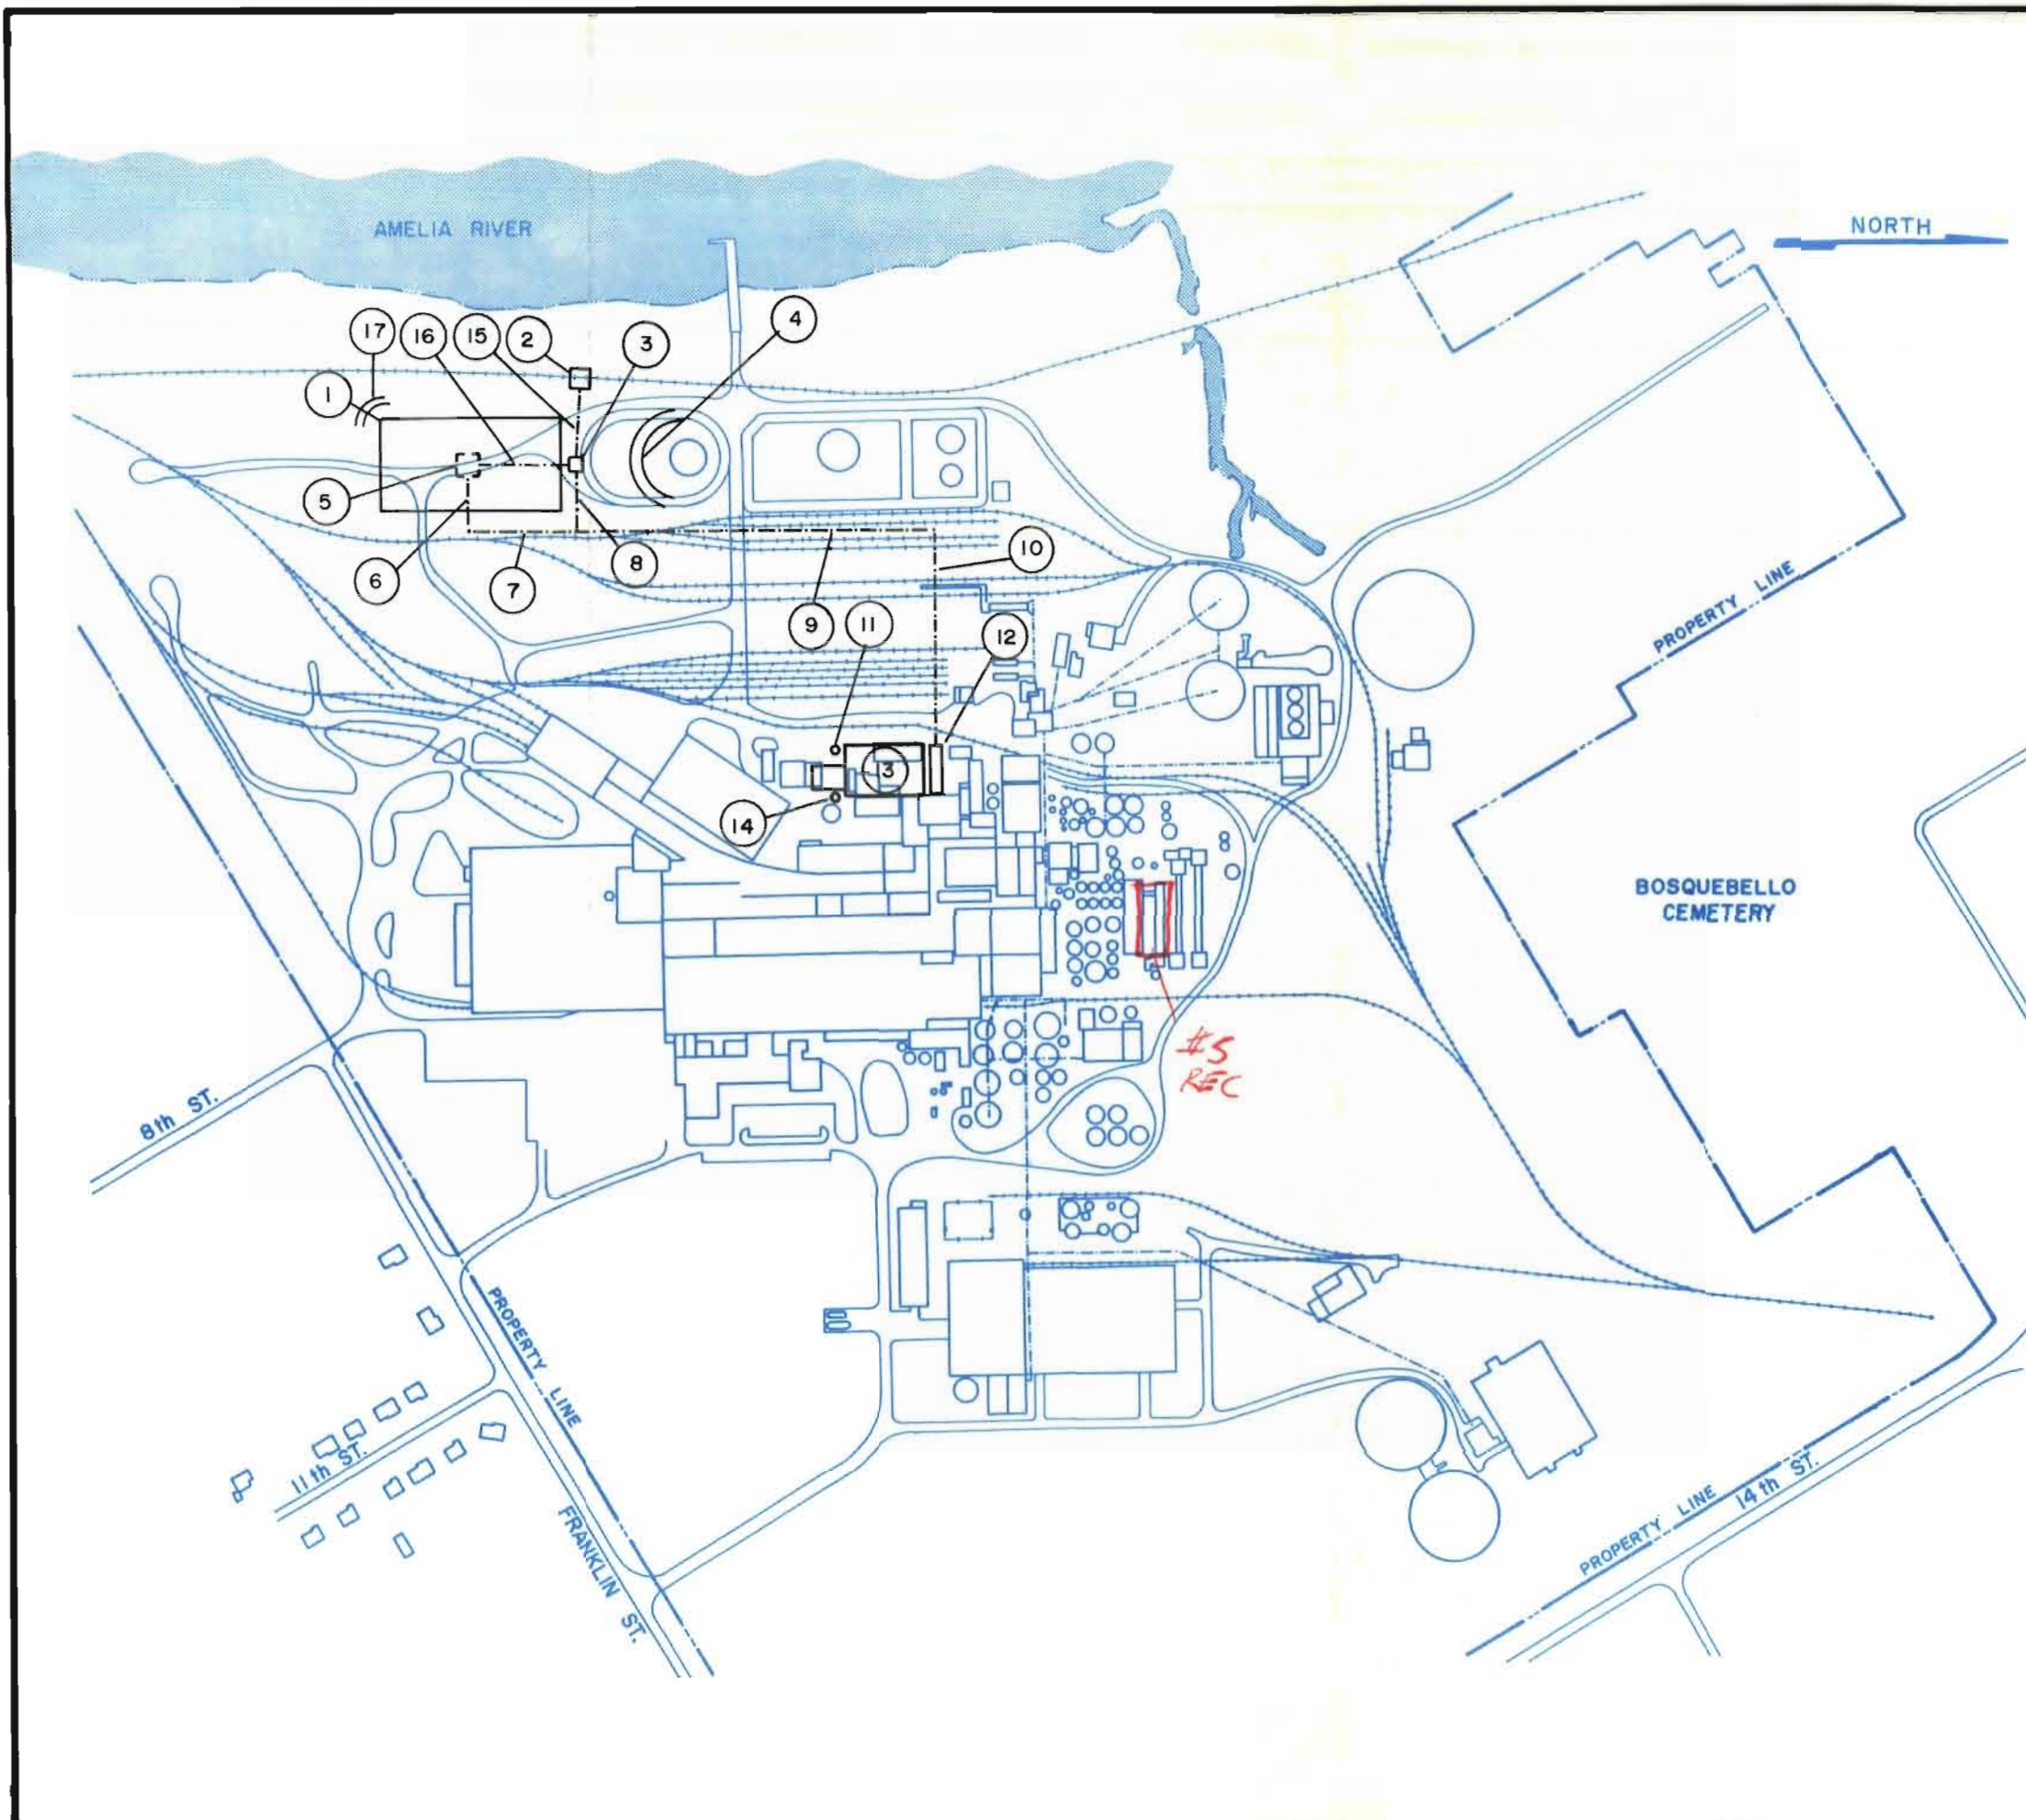 AMELIA RIVER
NORTH
17
16
15
2
3
4
1
5
6
7
8
9
11
10
12
3
14
PROPERTY LINE
BOSQUEBELLO
CEMETERY
#5
REC
8th ST.
PROPERTY LINE
11th ST.
FRANKLIN ST.
PROPERTY LINE
14th ST.